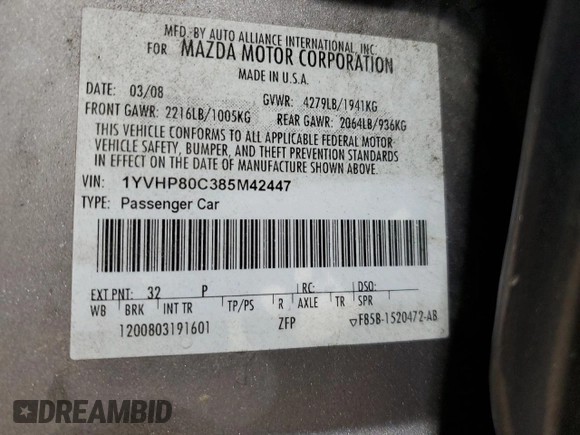 MFD. BY AUTO ALLIANCE INTERNATIONAL, INC.
FOR MAZDA MOTOR CORPORATION
MADE IN U.S.A.
DATE: 03/08 GVWR: 4279LB/1941KG
FRONT GAWR: 2216LB/1005KG REAR GAWR: 2064LB/936KG
THIS VEHICLE CONFORMS TO ALL APPLICABLE FEDERAL MOTOR
VEHICLE SAFETY, BUMPER, AND THEFT PREVENTION STANDARDS
IN EFFECT ON THE DATE OF MANUFACTURE SHOWN ABOVE.
VIN: 1YVHP80C385M42447
TYPE: Passenger Car
EXT PNT: 32 P RC: DSO:
WB BRK INT TR TP/PS R AXLE TR SPR
1200803191601 ZFP ▽FB5B-1520472-AB
DREAMBID